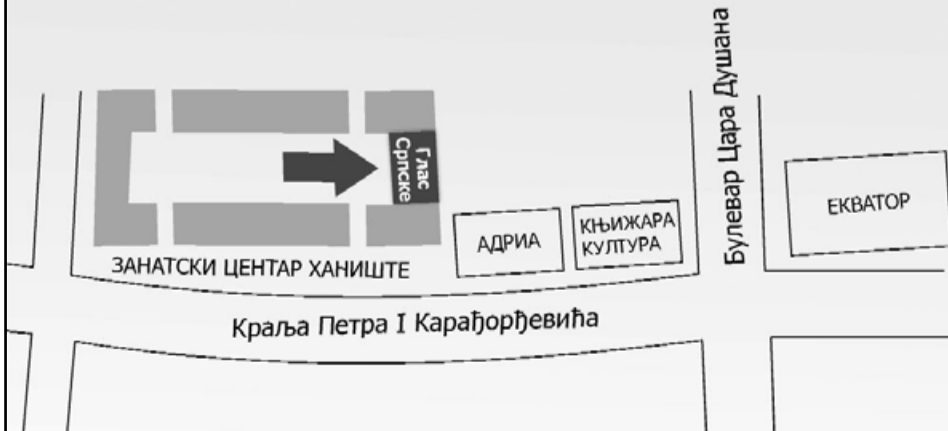 Глас
Српске
ЗАНАТСКИ ЦЕНТАР ХАНИШТЕ
АДРИА
КЊИЖАРА
КУЛТУРА
Булевар Цара Душана
ЕКВАТОР
Краља Петра I Карађорђевића